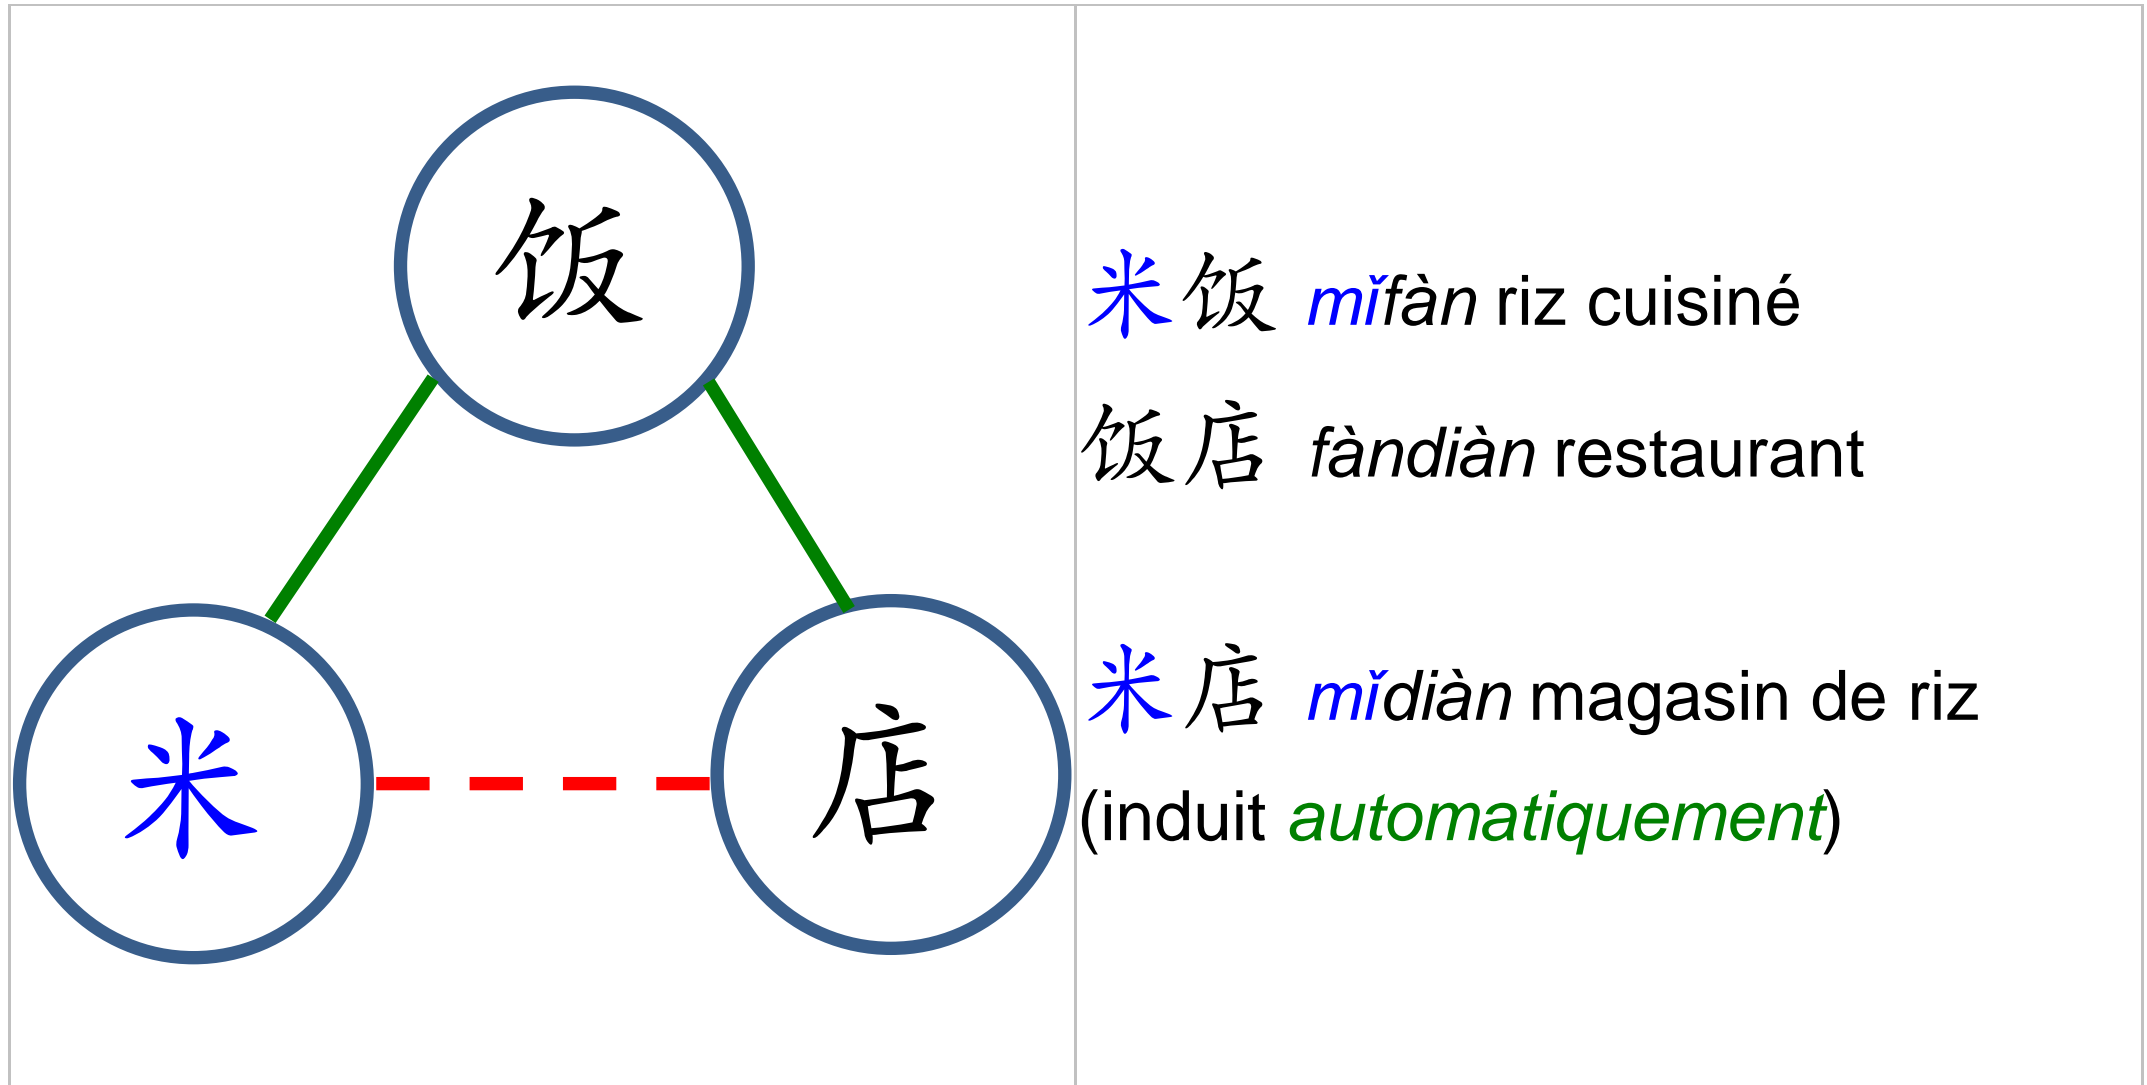 饭
米
店
米饭 mǐfàn riz cuisiné
饭店 fàndiàn restaurant
米店 mǐdiàn magasin de riz
(induit automatiquement)